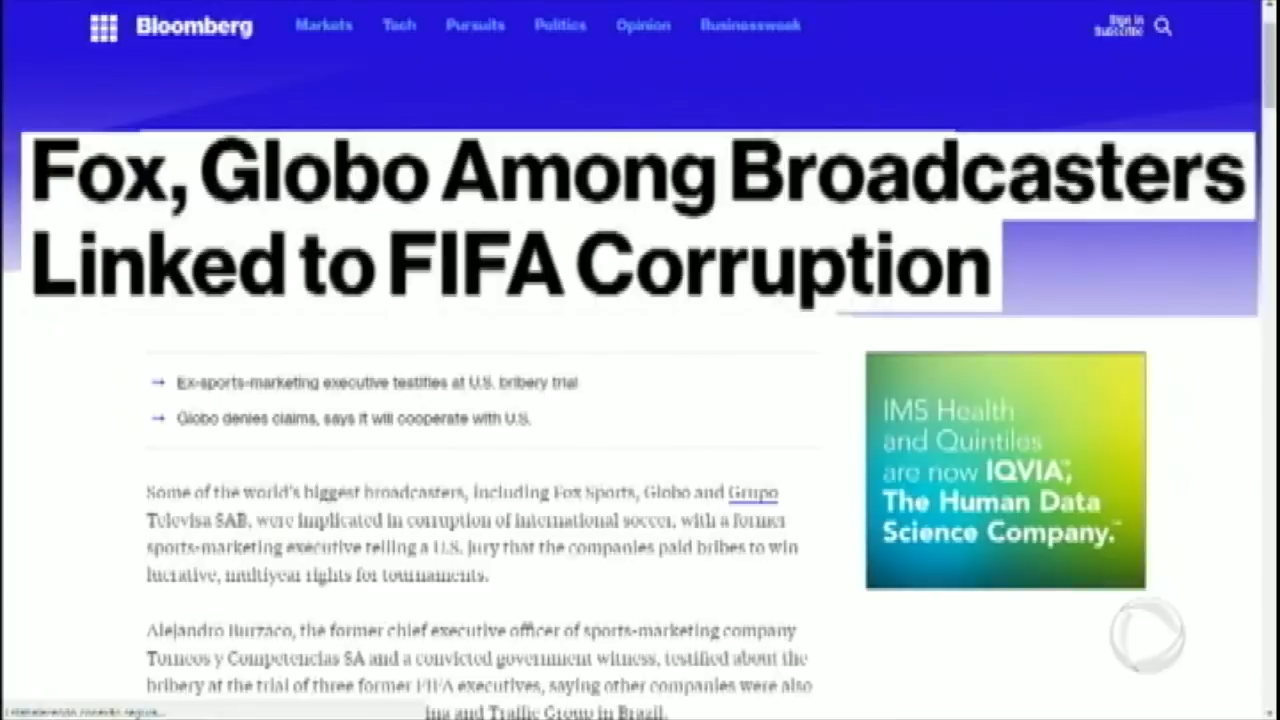 Bloomberg Markets Tech Pursuits Politics Opinion Businessweek Sign in
Subscribe
Fox, Globo Among Broadcasters
Linked to FIFA Corruption
→ Ex-sports-marketing executive testifies at U.S. bribery trial
→ Globo denies claims, says it will cooperate with U.S.
IMS Health
and Quintiles
are now IQVIA™,
The Human Data
Science Company.™
Some of the world's biggest broadcasters, including Fox Sports, Globo and Grupo
Televisa SAB, were implicated in corruption of international soccer, with a former
sports-marketing executive telling a U.S. jury that the companies paid bribes to win
lucrative, multiyear rights for tournaments.
Alejandro Burzaco, the former chief executive officer of sports-marketing company
Torneos y Competencias SA and a convicted government witness, testified about the
bribery at the trial of three former FIFA executives, saying other companies were also
ina and Traffic Group in Brazil.